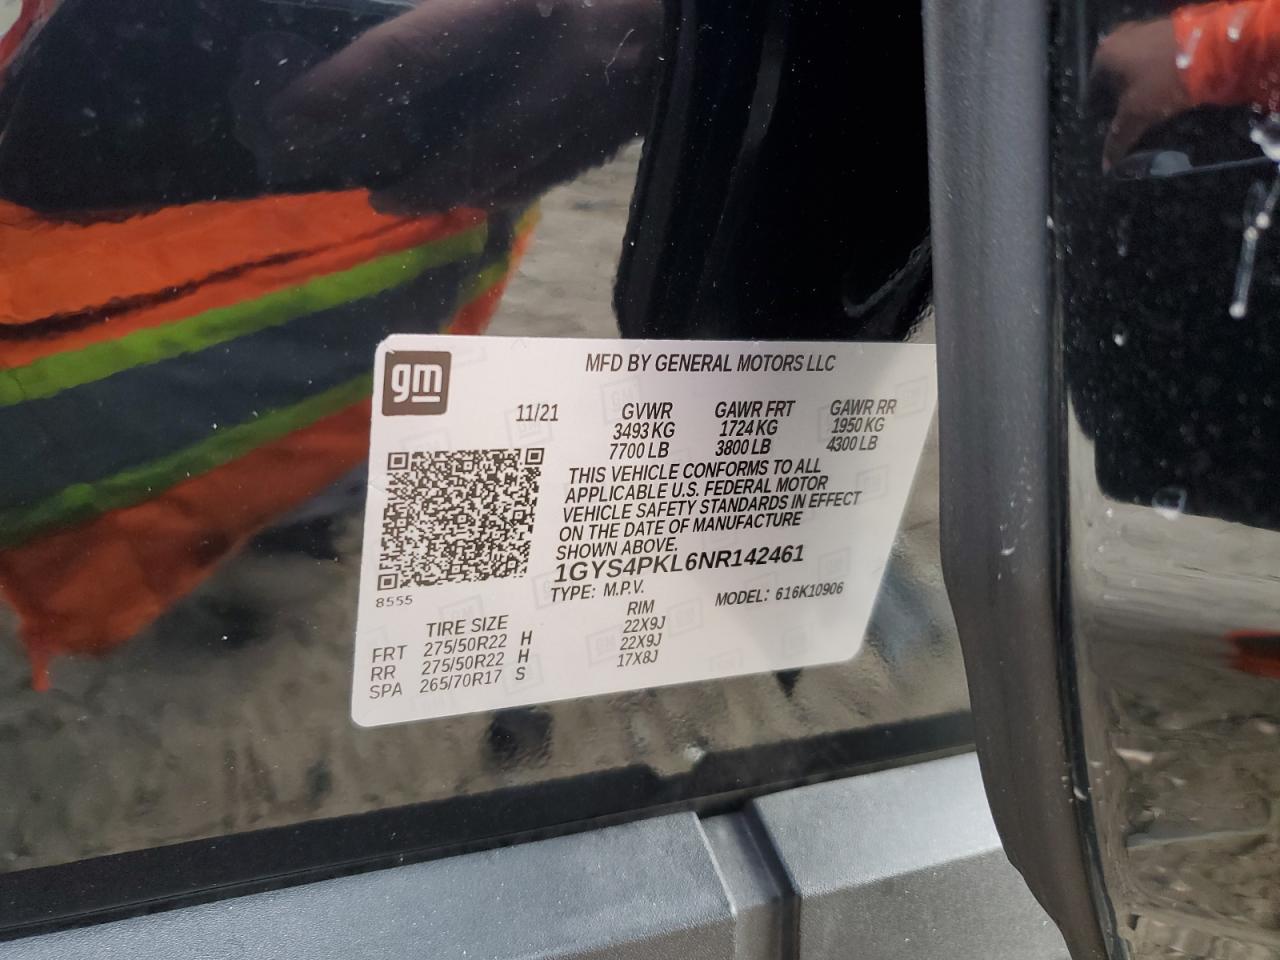 gm
MFD BY GENERAL MOTORS LLC
11/21 GVWR GAWR FRT GAWR RR
3493 KG 1724 KG 1950 KG
7700 LB 3800 LB 4300 LB
THIS VEHICLE CONFORMS TO ALL
APPLICABLE U.S. FEDERAL MOTOR
VEHICLE SAFETY STANDARDS IN EFFECT
ON THE DATE OF MANUFACTURE
SHOWN ABOVE.
1GYS4PKL6NR142461
TYPE: M.P.V. MODEL: 616K10906
8555
TIRE SIZE RIM
FRT 275/50R22 H 22X9J
RR 275/50R22 H 22X9J
SPA 265/70R17 S 17X8J